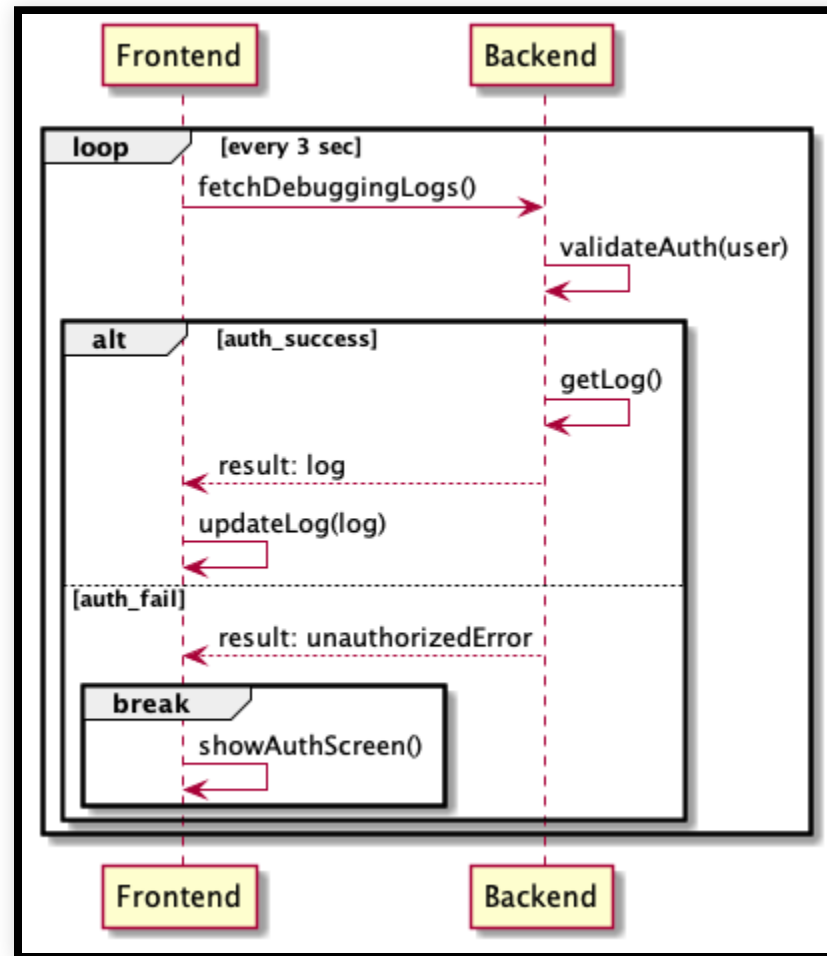 Frontend Backend
loop [every 3 sec]
fetchDebuggingLogs()
validateAuth(user)
alt [auth_success]
getLog()
result: log
updateLog(log)
[auth_fail]
result: unauthorizedError
break
showAuthScreen()
Frontend Backend